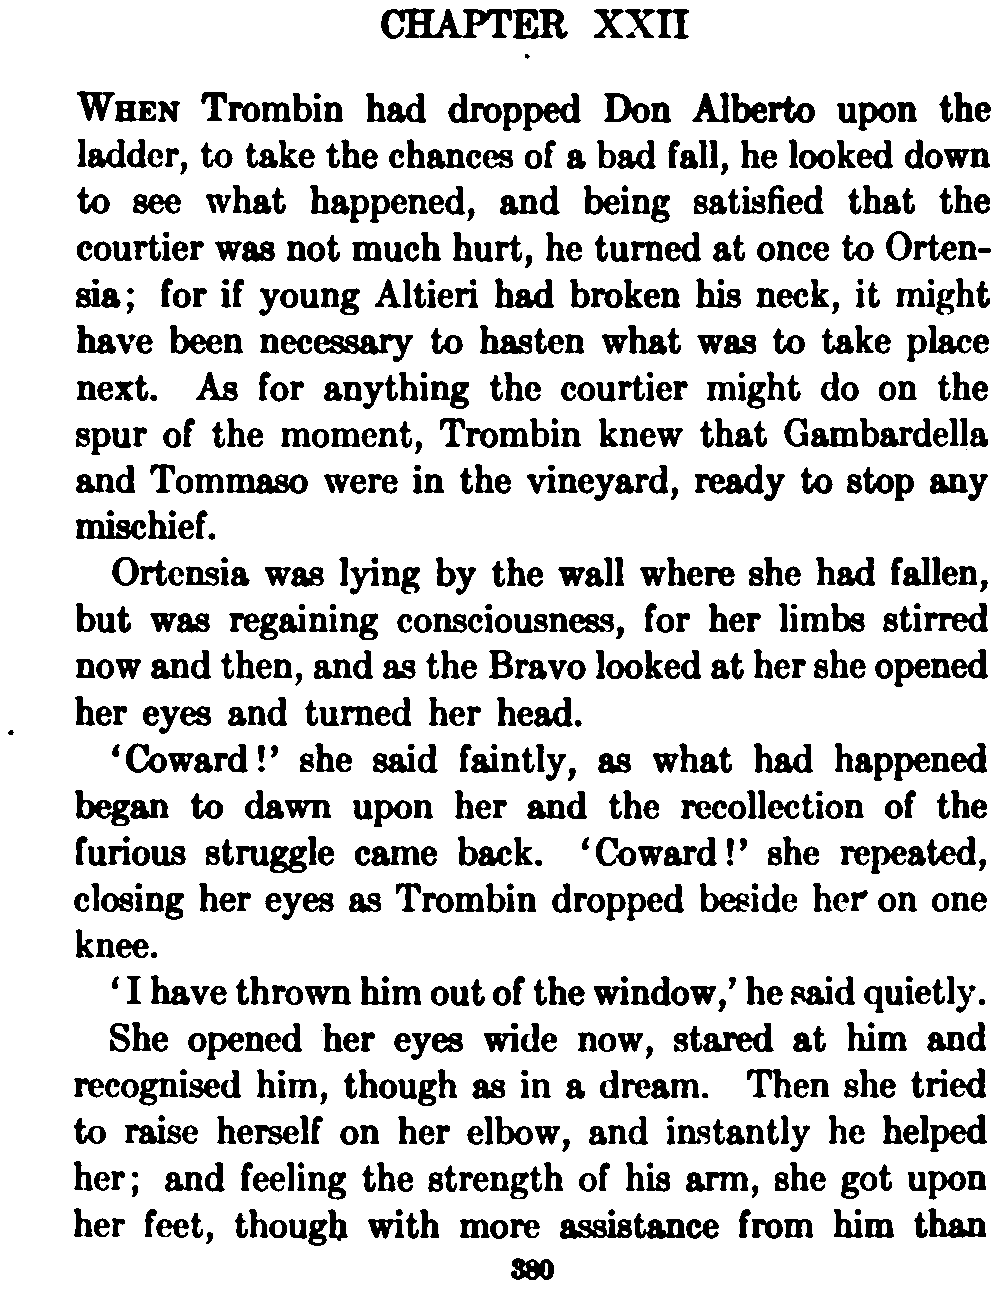 CHAPTER XXII
WHEN Trombin had dropped Don Alberto upon the
ladder, to take the chances of a bad fall, he looked down
to see what happened, and being satisfied that the
courtier was not much hurt, he turned at once to Orten-
sia; for if young Altieri had broken his neck, it might
have been necessary to hasten what was to take place
next. As for anything the courtier might do on the
spur of the moment, Trombin knew that Gambardella
and Tommaso were in the vineyard, ready to stop any
mischief.
Ortensia was lying by the wall where she had fallen,
but was regaining consciousness, for her limbs stirred
now and then, and as the Bravo looked at her she opened
her eyes and turned her head.
‘Coward!’ she said faintly, as what had happened
began to dawn upon her and the recollection of the
furious struggle came back. ‘Coward!’ she repeated,
closing her eyes as Trombin dropped beside her on one
knee.
‘I have thrown him out of the window,’ he said quietly.
She opened her eyes wide now, stared at him and
recognised him, though as in a dream. Then she tried
to raise herself on her elbow, and instantly he helped
her; and feeling the strength of his arm, she got upon
her feet, though with more assistance from him than
380